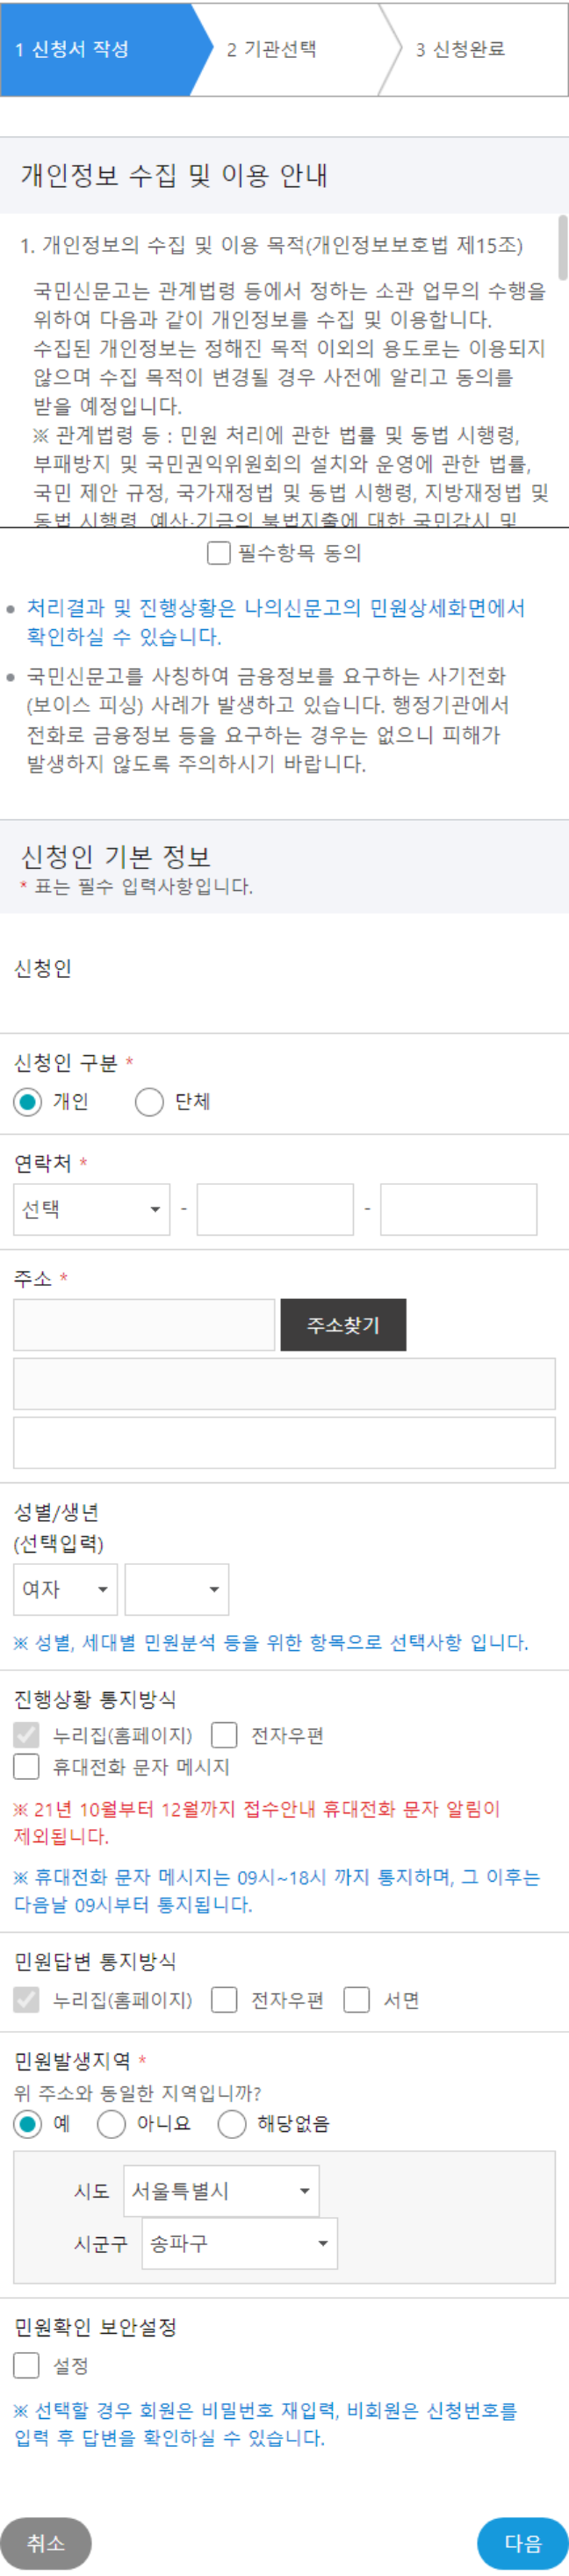 1 신청서 작성
2 기관선택
3 신청완료
개인정보 수집 및 이용 안내
1. 개인정보의 수집 및 이용 목적(개인정보보호법 제15조)
국민신문고는 관계법령 등에서 정하는 소관 업무의 수행을
위하여 다음과 같이 개인정보를 수집 및 이용합니다.
수집된 개인정보는 정해진 목적 이외의 용도로는 이용되지
않으며 수집 목적이 변경될 경우 사전에 알리고 동의를
받을 예정입니다.
※ 관계법령 등 : 민원 처리에 관한 법률 및 동법 시행령,
부패방지 및 국민권익위원회의 설치와 운영에 관한 법률,
국민 제안 규정, 국가재정법 및 동법 시행령, 지방재정법 및
동법 시행령, 예산·기금의 불법지출에 대한 국민감시 및
필수항목 동의
처리결과 및 진행상황은 나의신문고의 민원상세화면에서
확인하실 수 있습니다.
국민신문고를 사칭하여 금융정보를 요구하는 사기전화
(보이스 피싱) 사례가 발생하고 있습니다. 행정기관에서
전화로 금융정보 등을 요구하는 경우는 없으니 피해가
발생하지 않도록 주의하시기 바랍니다.
신청인 기본 정보
* 표는 필수 입력사항입니다.
신청인
신청인 구분 *
개인 단체
연락처 *
선택 - -
주소 *
주소찾기
성별/생년
(선택입력)
여자
※ 성별, 세대별 민원분석 등을 위한 항목으로 선택사항 입니다.
진행상황 통지방식
누리집(홈페이지) 전자우편
휴대전화 문자 메시지
※ 21년 10월부터 12월까지 접수안내 휴대전화 문자 알림이
제외됩니다.
※ 휴대전화 문자 메시지는 09시~18시 까지 통지하며, 그 이후는
다음날 09시부터 통지됩니다.
민원답변 통지방식
누리집(홈페이지) 전자우편 서면
민원발생지역 *
위 주소와 동일한 지역입니까?
예 아니요 해당없음
시도 서울특별시
시군구 송파구
민원확인 보안설정
설정
※ 선택할 경우 회원은 비밀번호 재입력, 비회원은 신청번호를
입력 후 답변을 확인하실 수 있습니다.
취소 다음